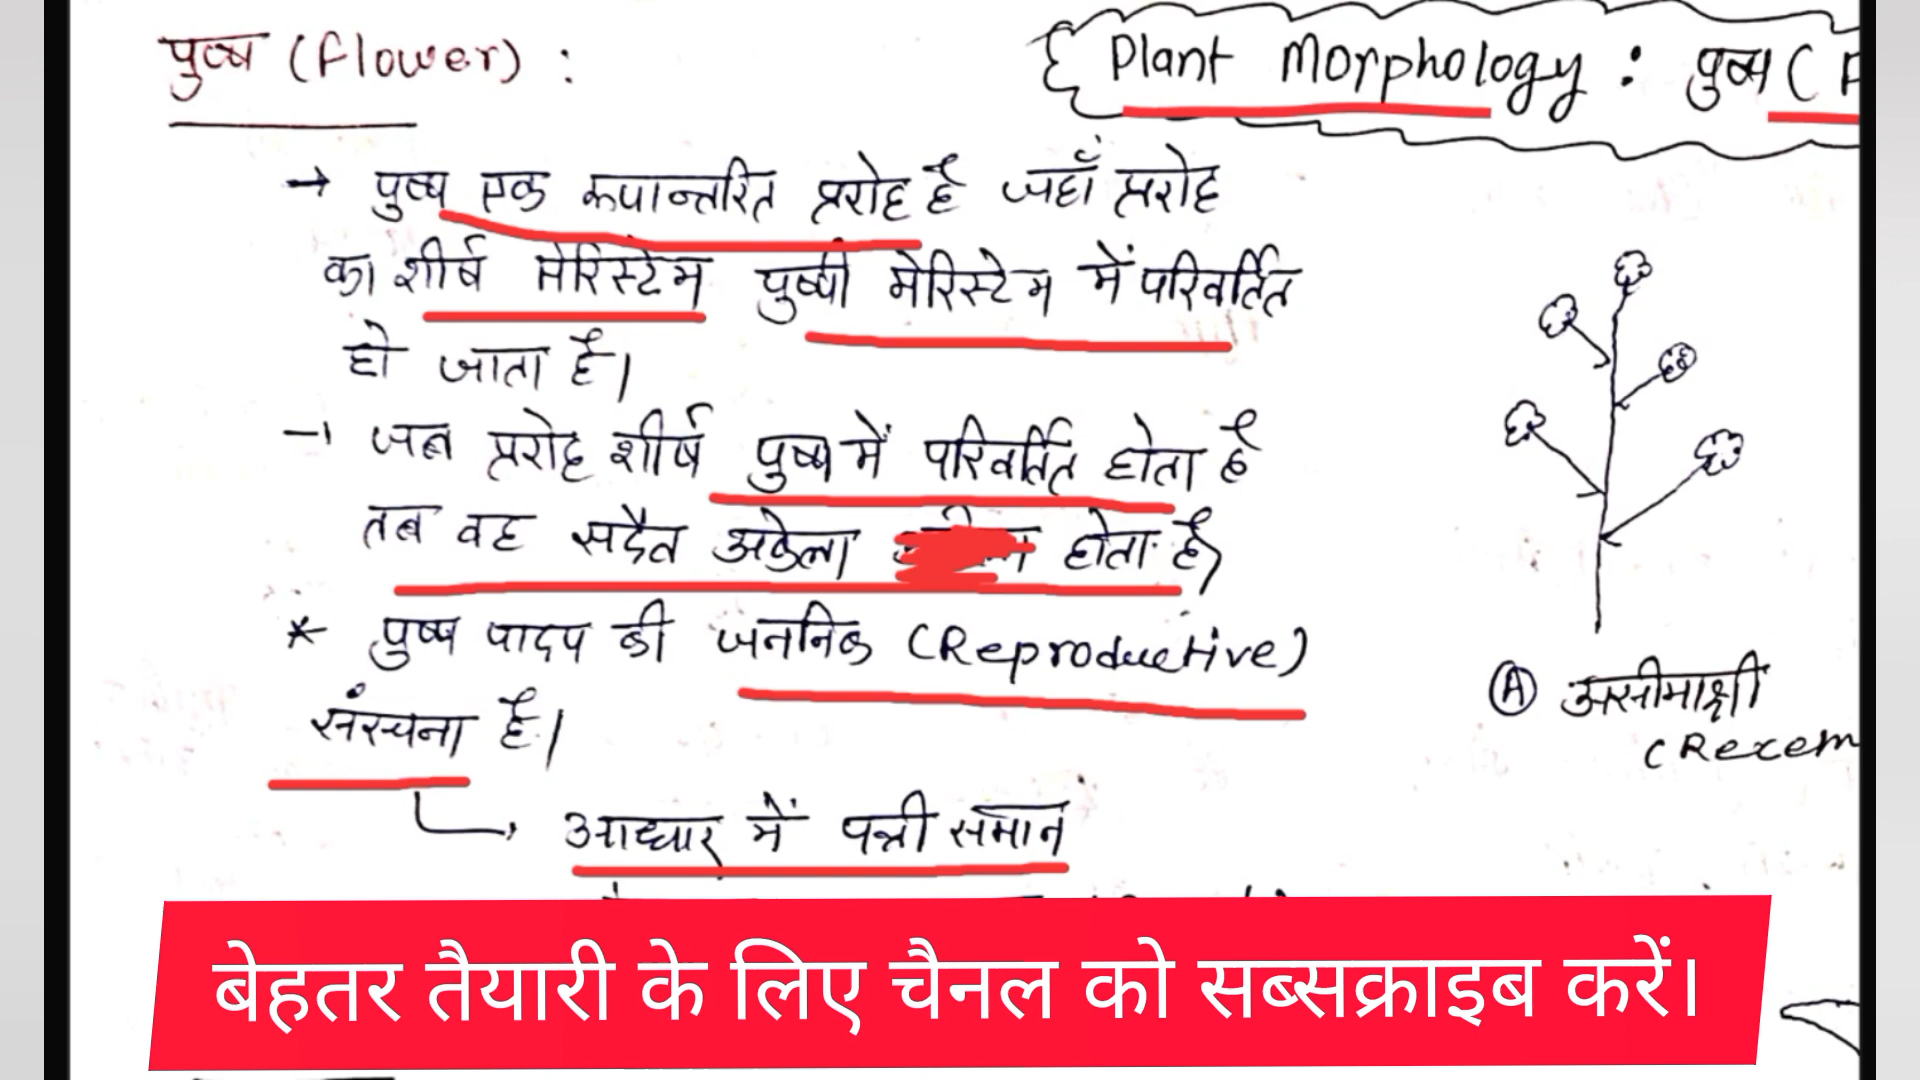 पुष्प (Flower) :
Plant Morphology : पुष्प ( F
→ पुष्प एक रूपान्तरित प्ररोह है जहाँ प्ररोह
का शीर्ष मेरिस्टेम पुष्पी मेरिस्टेम में परिवर्तित
हो जाता है।
→ जब प्ररोह शीर्ष पुष्प में परिवर्तित होता है
तब वह सदैव अकेला होता है।
* पुष्प पादप की जननिक (Reproductive)
संरचना है।
आधार में पत्ती समान
Ⓐ असीमाक्षी
(Recem
बेहतर तैयारी के लिए चैनल को सब्सक्राइब करें।